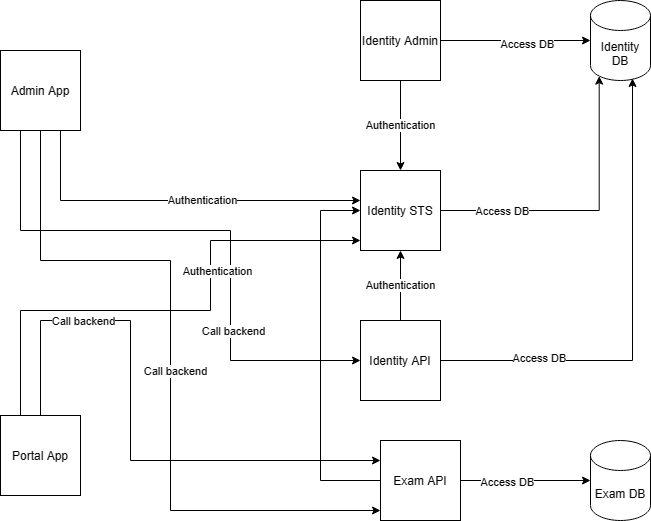 Identity Admin
Access DB
Identity
DB
Admin App
Authentication
Authentication
Identity STS
Access DB
Authentication
Authentication
Call backend
Call backend
Identity API
Access DB
Call backend
Portal App
Exam API
Access DB
Exam DB